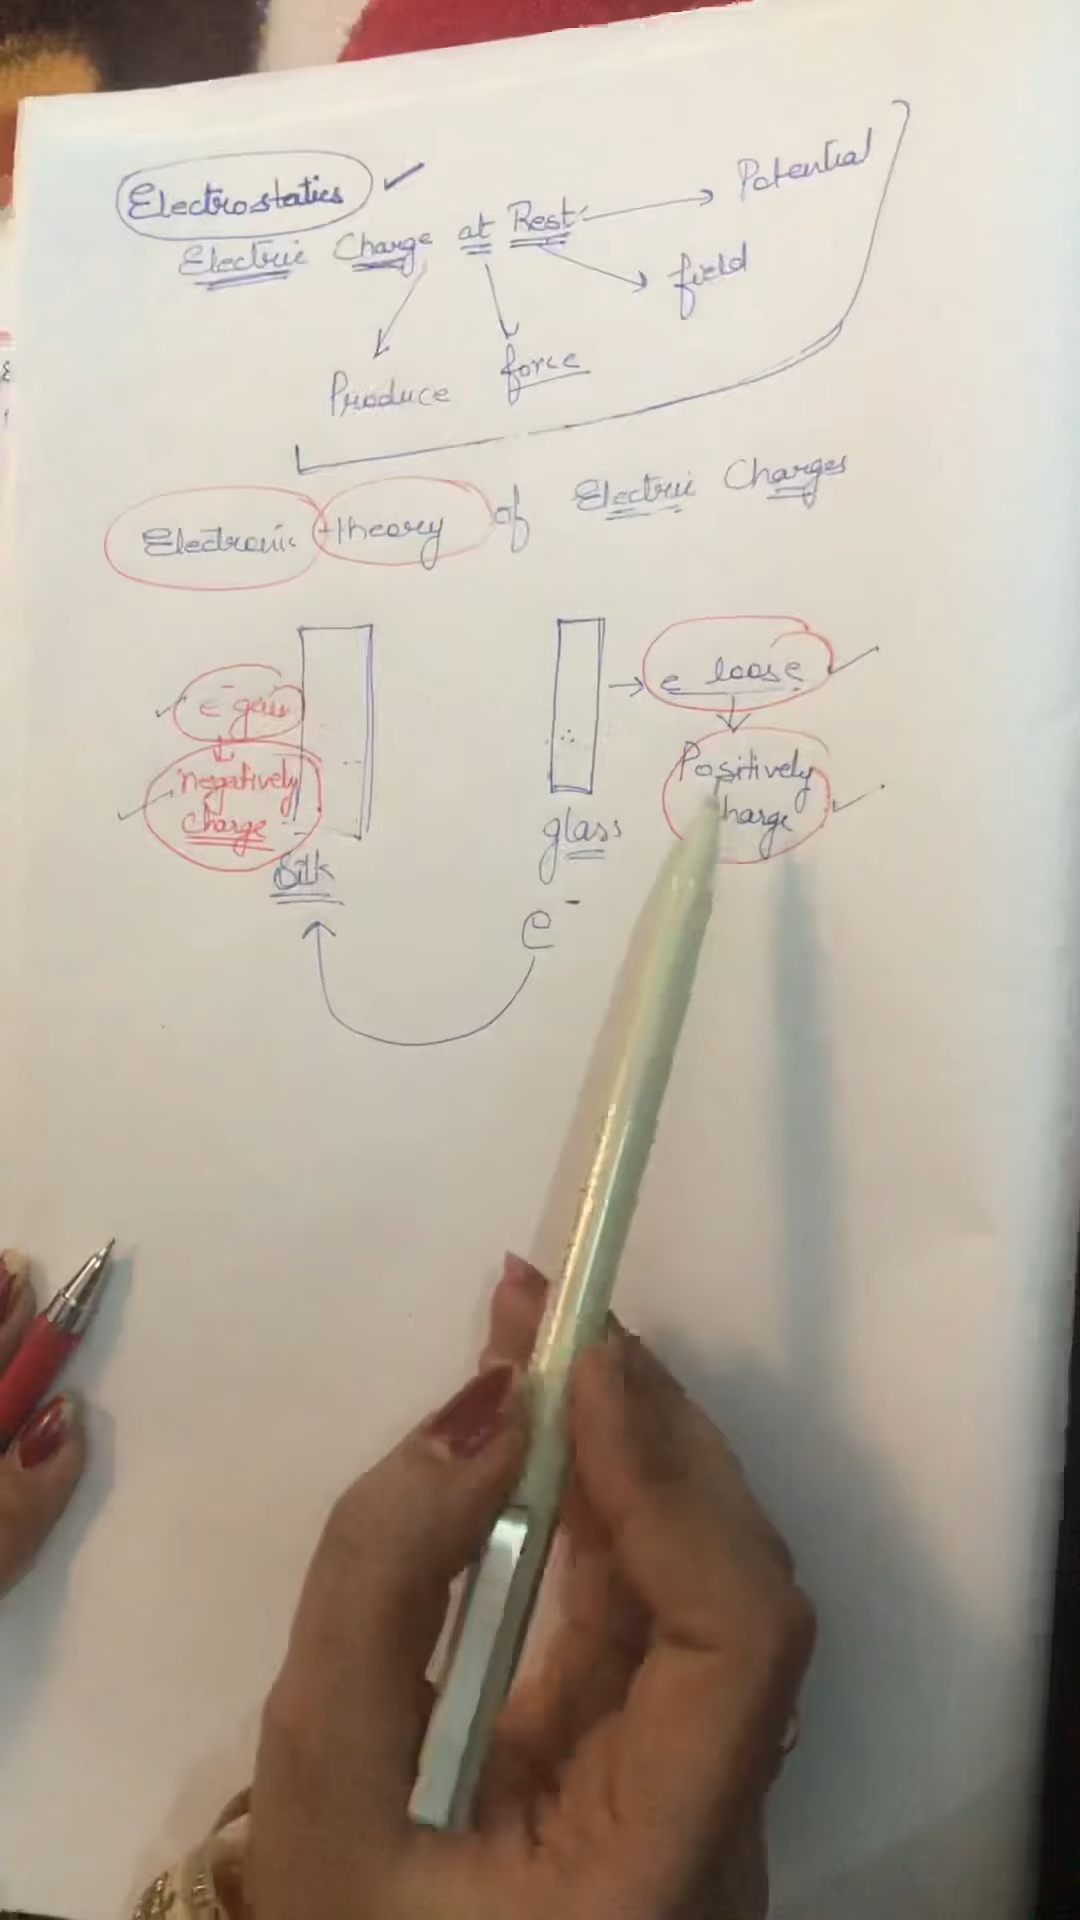 Electrostatics
Electric Charge at Rest
Potential
field
Produce force
Electronic theory of Electric Charges
e⁻ gain
negatively
charge
Silk
glass
e loose
Positively
harge
e⁻